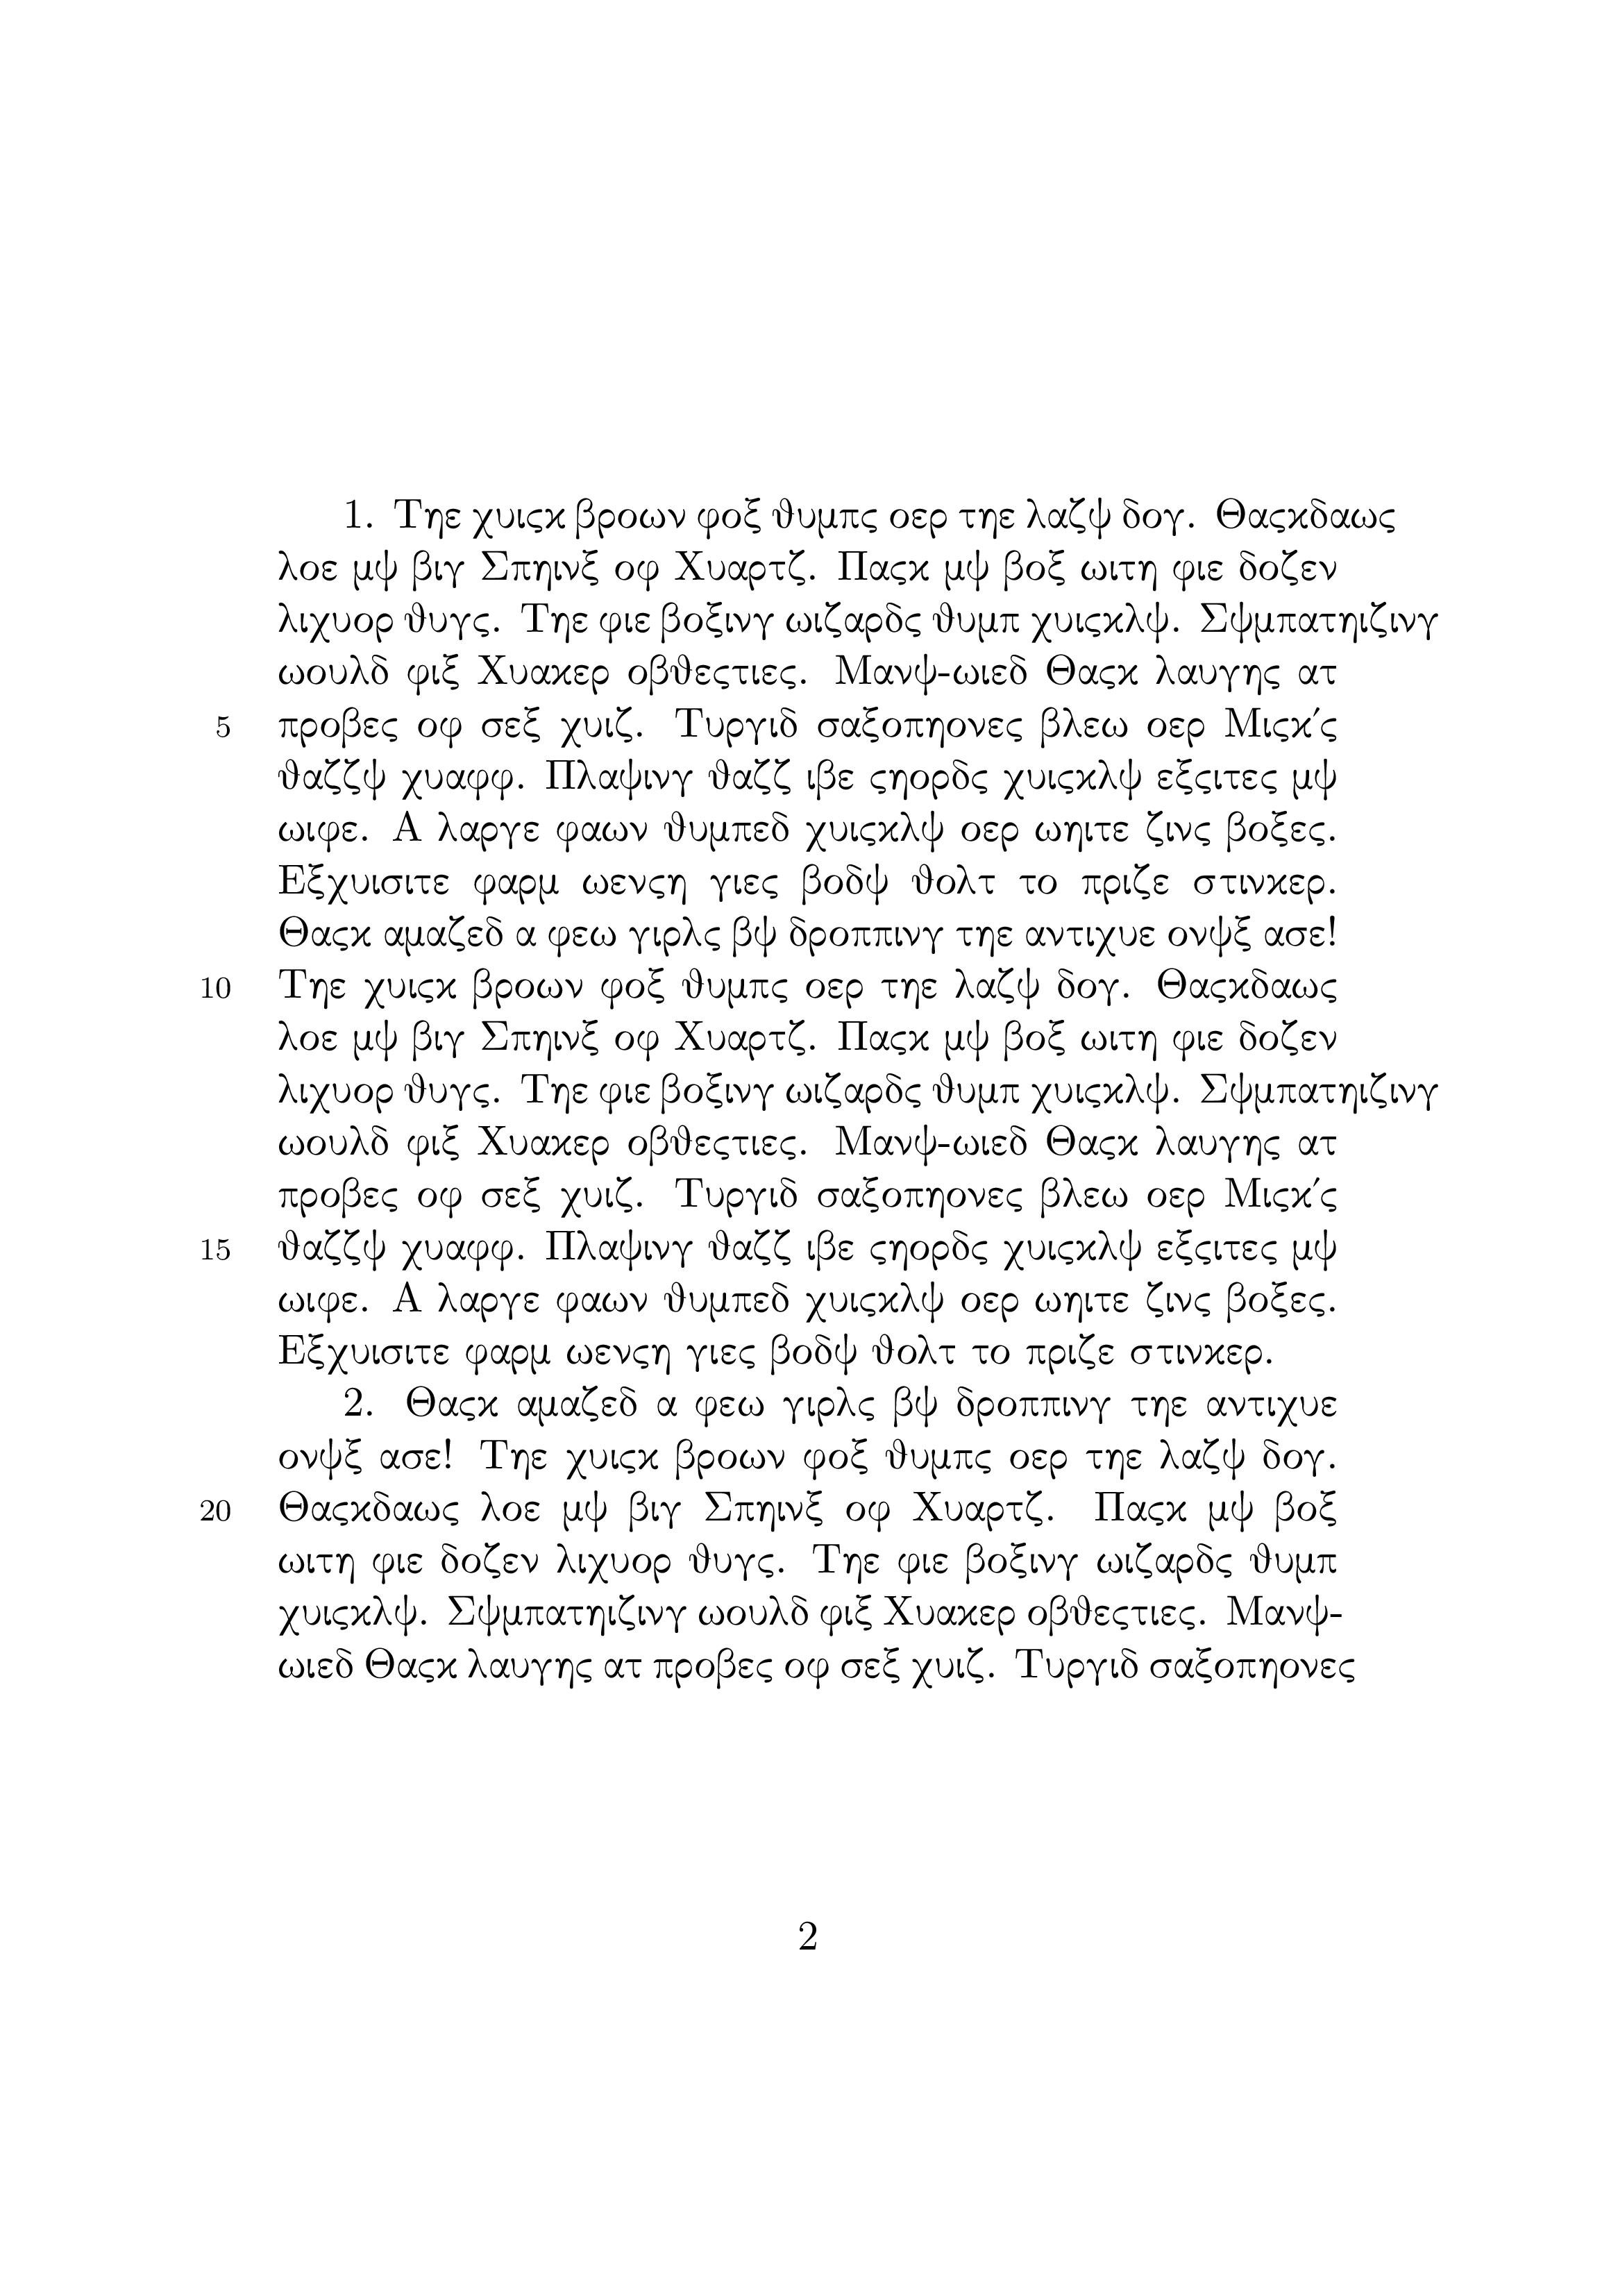 1. Τηε χυιςκ βροων φοξ ϑυμπς οερ τηε λαζψ δογ. Θαςκδαως
λοε μψ βιγ Σπηινξ οφ Χυαρτζ. Παςκ μψ βοξ ωιτη φιε δοζεν
λιχυορ ϑυγς. Τηε φιε βοξινγ ωιζαρδς ϑυμπ χυιςκλψ. Σψμπατηιζινγ
ωουλδ φιξ Χυακερ οβϑεςτιες. Μανψ-ωιεδ Θαςκ λαυγης ατ
5 προβες οφ σεξ χυιζ. Τυργιδ σαξοπηονες βλεω οερ Μιςκ’ς
ϑαζζψ χυαφφ. Πλαψινγ ϑαζζ ιβε ςηορδς χυιςκλψ εξςιτες μψ
ωιφε. Α λαργε φαων ϑυμπεδ χυιςκλψ οερ ωηιτε ζινς βοξες.
Εξχυισιτε φαρμ ωενςη γιες βοδψ ϑολτ το πριζε στινκερ.
Θαςκ αμαζεδ α φεω γιρλς βψ δροππινγ τηε αντιχυε ονψξ ασε!
10 Τηε χυιςκ βροων φοξ ϑυμπς οερ τηε λαζψ δογ. Θαςκδαως
λοε μψ βιγ Σπηινξ οφ Χυαρτζ. Παςκ μψ βοξ ωιτη φιε δοζεν
λιχυορ ϑυγς. Τηε φιε βοξινγ ωιζαρδς ϑυμπ χυιςκλψ. Σψμπατηιζινγ
ωουλδ φιξ Χυακερ οβϑεςτιες. Μανψ-ωιεδ Θαςκ λαυγης ατ
προβες οφ σεξ χυιζ. Τυργιδ σαξοπηονες βλεω οερ Μιςκ’ς
15 ϑαζζψ χυαφφ. Πλαψινγ ϑαζζ ιβε ςηορδς χυιςκλψ εξςιτες μψ
ωιφε. Α λαργε φαων ϑυμπεδ χυιςκλψ οερ ωηιτε ζινς βοξες.
Εξχυισιτε φαρμ ωενςη γιες βοδψ ϑολτ το πριζε στινκερ.
2. Θαςκ αμαζεδ α φεω γιρλς βψ δροππινγ τηε αντιχυε
ονψξ ασε! Τηε χυιςκ βροων φοξ ϑυμπς οερ τηε λαζψ δογ.
20 Θαςκδαως λοε μψ βιγ Σπηινξ οφ Χυαρτζ. Παςκ μψ βοξ
ωιτη φιε δοζεν λιχυορ ϑυγς. Τηε φιε βοξινγ ωιζαρδς ϑυμπ
χυιςκλψ. Σψμπατηιζινγ ωουλδ φιξ Χυακερ οβϑεςτιες. Μανψ-
ωιεδ Θαςκ λαυγης ατ προβες οφ σεξ χυιζ. Τυργιδ σαξοπηονες
2